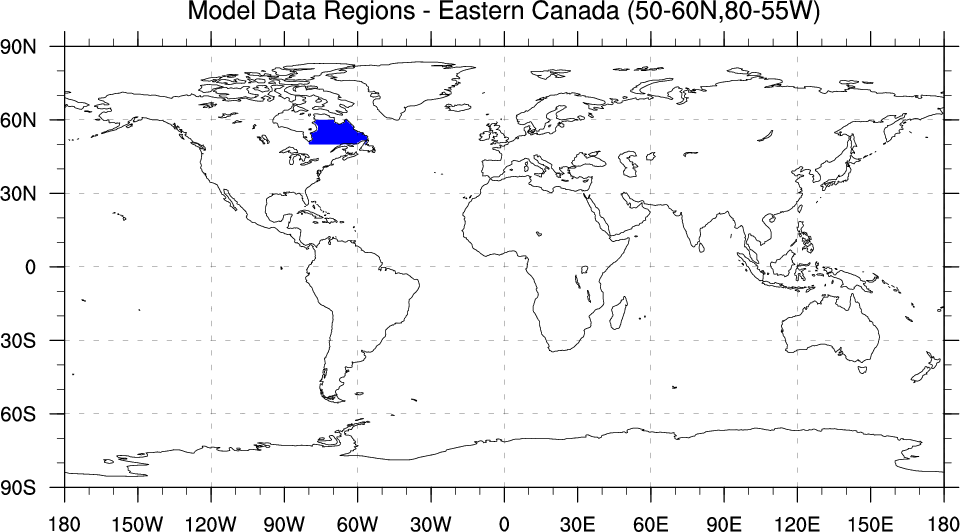 Model Data Regions - Eastern Canada (50-60N,80-55W)
90N
60N
30N
0
30S
60S
90S
180 150W 120W 90W 60W 30W 0 30E 60E 90E 120E 150E 180